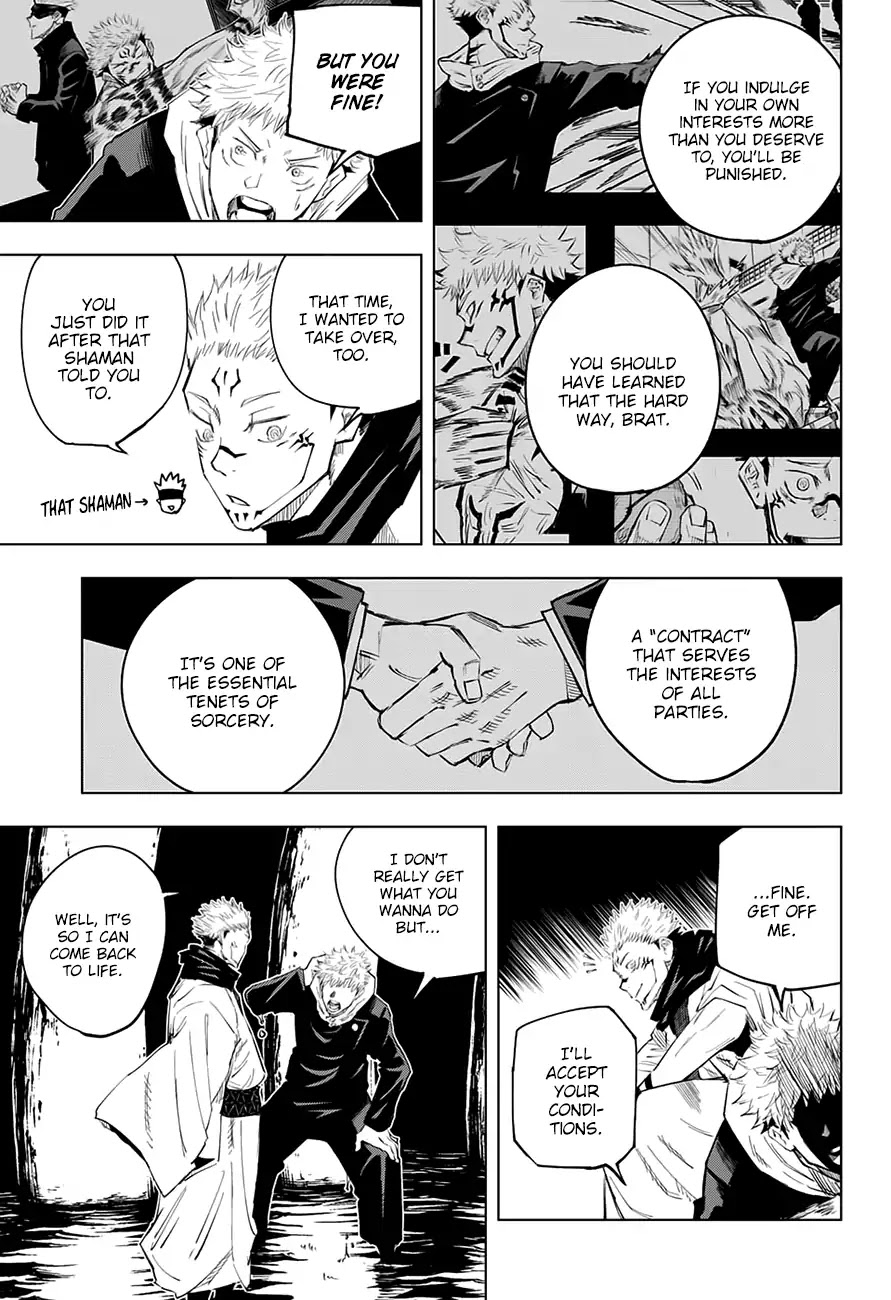 IF YOU INDULGE
IN YOUR OWN
INTERESTS MORE
THAN YOU DESERVE
TO, YOU'LL BE
PUNISHED.
YOU SHOULD
HAVE LEARNED
THAT THE HARD
WAY, BRAT.
BUT YOU
WERE
FINE!
THAT TIME,
I WANTED TO
TAKE OVER,
TOO.
YOU
JUST DID IT
AFTER THAT
SHAMAN
TOLD YOU
TO.
THAT SHAMAN →
A "CONTRACT"
THAT SERVES
THE INTERESTS
OF ALL
PARTIES.
IT'S ONE OF
THE ESSENTIAL
TENETS OF
SORCERY.
...FINE.
GET OFF
ME.
I'LL
ACCEPT
YOUR
CONDI-
TIONS.
I DON'T
REALLY GET
WHAT YOU
WANNA DO
BUT...
WELL, IT'S
SO I CAN
COME BACK
TO LIFE.